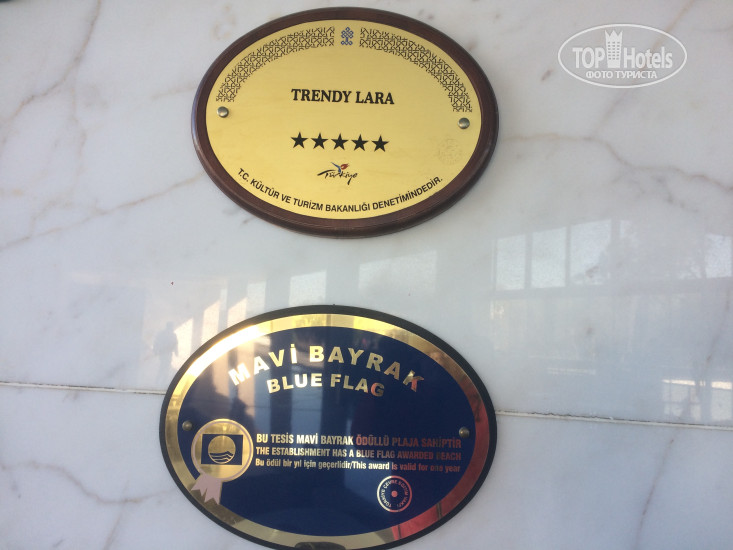 TOP Hotels
ФОТО ТУРИСТА
TRENDY LARA
Türkiye
T.C. KÜLTÜR VE TURİZM BAKANLIĞI DENETİMİNDEDİR.
MAVİ BAYRAK
BLUE FLAG
BU TESİS MAVİ BAYRAK ÖDÜLLÜ PLAJA SAHİPTİR
THE ESTABLISHMENT HAS A BLUE FLAG AWARDED BEACH
Bu ödül bir yıl için geçerlidir/This award is valid for one year